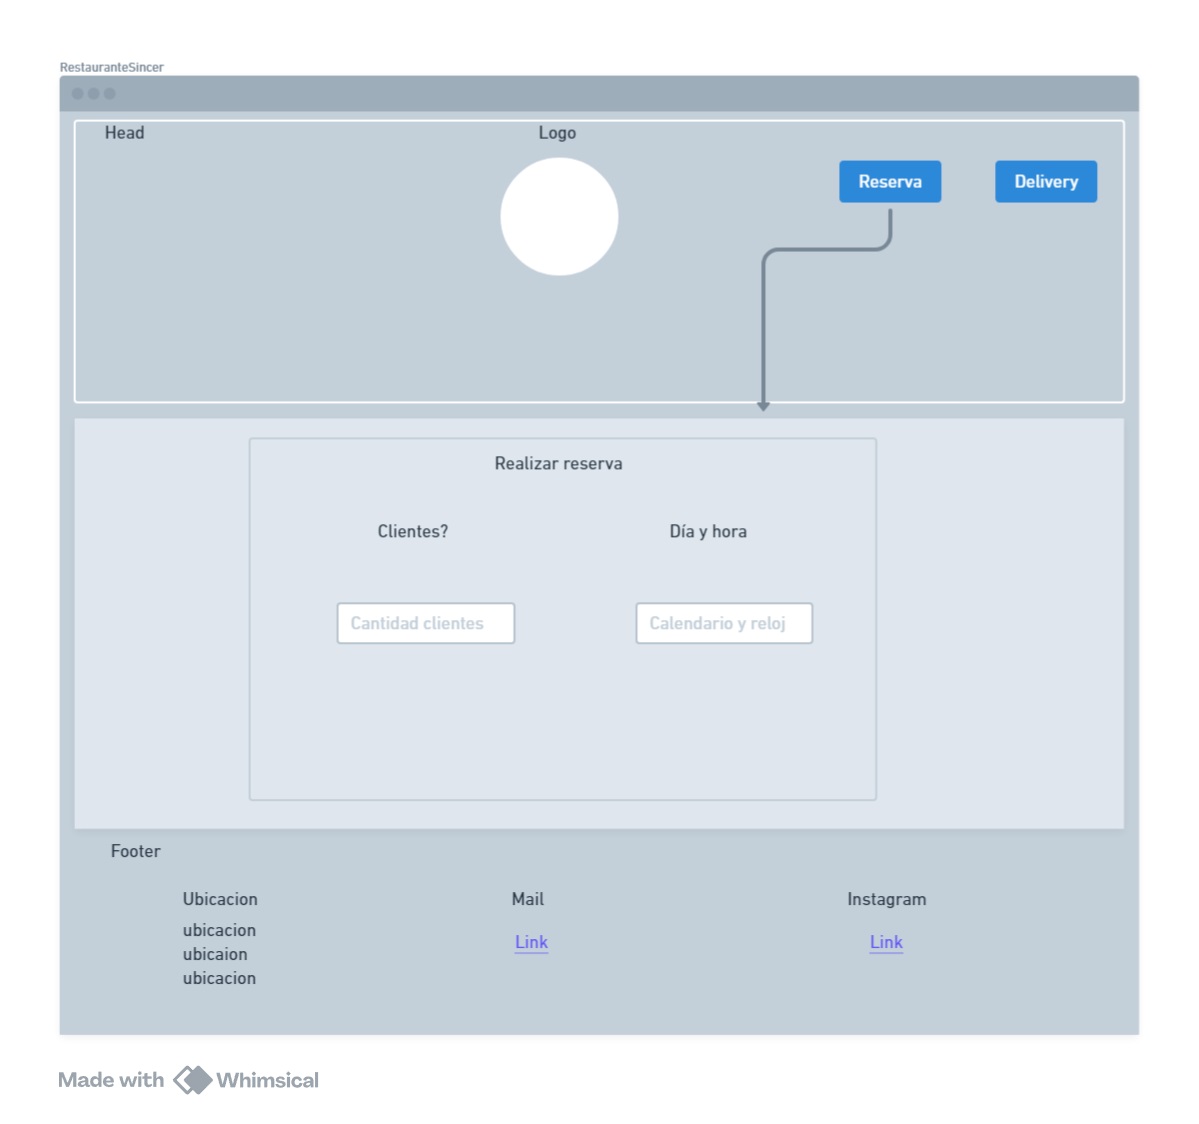 RestauranteSincer
Head
Logo
Reserva
Delivery
Realizar reserva
Clientes?
Día y hora
Cantidad clientes
Calendario y reloj
Footer
Ubicacion
Mail
Instagram
ubicacion
ubicaion
ubicacion
Link
Link
Made with Whimsical